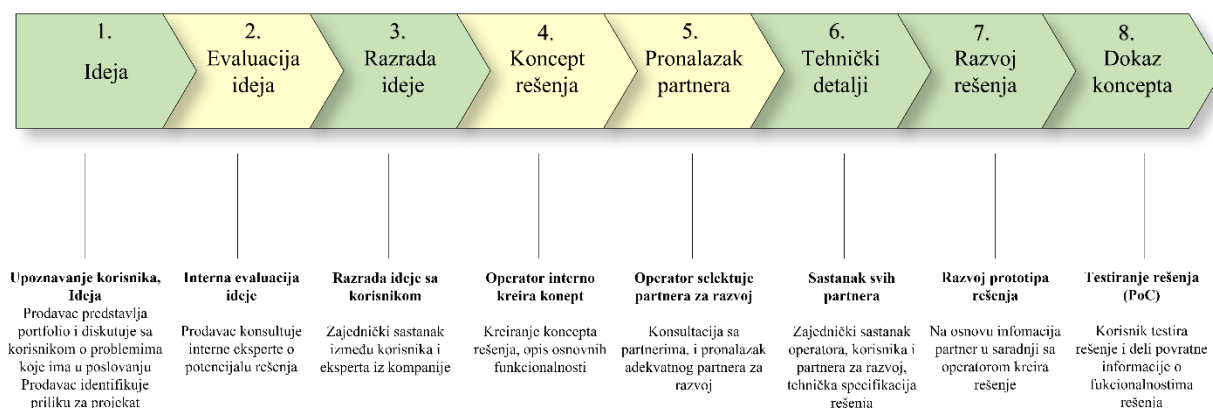 1.
Ideja
2.
Evaluacija
ideja
3.
Razrada
ideje
4.
Koncept
rešenja
5.
Pronalazak
partnera
6.
Tehnički
detalji
7.
Razvoj
rešenja
8.
Dokaz
koncepta
Upoznavanje korisnika,
Ideja
Prodavac predstavlja
portfolio i diskutuje sa
korisnikom o problemima
koje ima u poslovanju
Prodavac identifikuje
priliku za projekat
Interna evaluacija
ideje
Prodavac konsultuje
interne eksperte o
potencijalu rešenja
Razrada ideje sa
korisnikom
Zajednički sastanak
između korisnika i
eksperta iz kompanije
Operator interno
kreira konept
Kreiranje koncepta
rešenja, opis osnovnih
funkcionalnosti
Operator selektuje
partnera za razvoj
Konsultacija sa
partnerima, i pronalazak
adekvatnog partnera za
razvoj
Sastanak svih
partnera
Zajednički sastanak
operatora, korisnika i
partnera za razvoj,
tehnička specifikacija
rešenja
Razvoj prototipa
rešenja
Na osnovu infomacija
partner u saradnji sa
operatorom kreira
rešenje
Testiranje rešenja
(PoC)
Korisnik testira
rešenje i deli povratne
informacije o
fukcionalnostima
rešenja